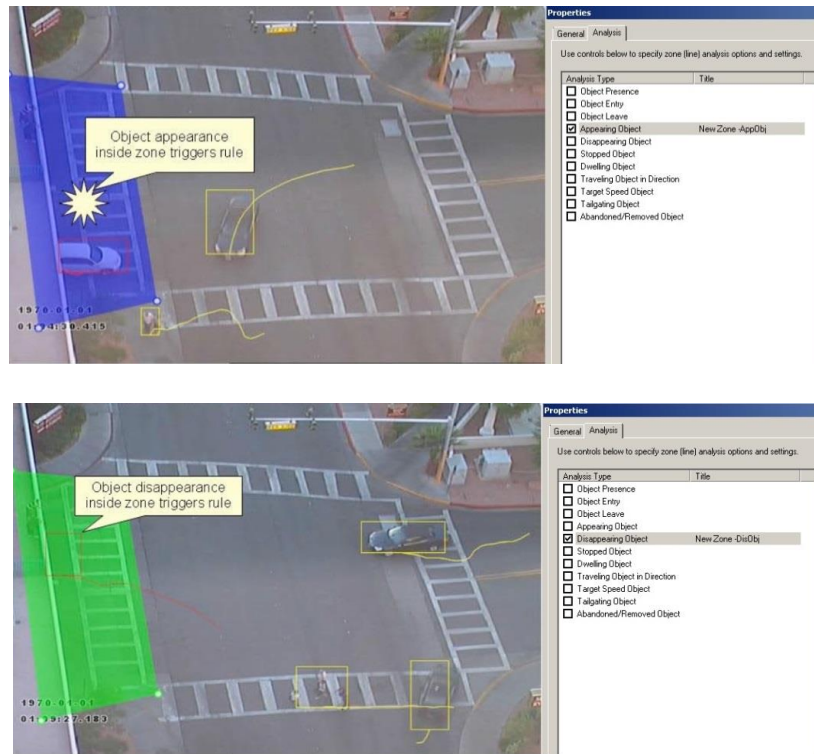 Properties
General Analysis
Use controls below to specify zone (line) analysis options and settings.
Analysis Type Title
Object Presence
Object Entry
Object Leave
Appearing Object New Zone -AppObj
Disappearing Object
Stopped Object
Dwelling Object
Traveling Object in Direction
Target Speed Object
Tailgating Object
Abandoned/Removed Object
Object appearance
inside zone triggers rule
1970-01-01
Properties
General Analysis
Use controls below to specify zone (line) analysis options and settings.
Analysis Type Title
Object Presence
Object Entry
Object Leave
Appearing Object
Disappearing Object New Zone -DisObj
Stopped Object
Dwelling Object
Traveling Object in Direction
Target Speed Object
Tailgating Object
Abandoned/Removed Object
Object disappearance
inside zone triggers rule
1970-01-01